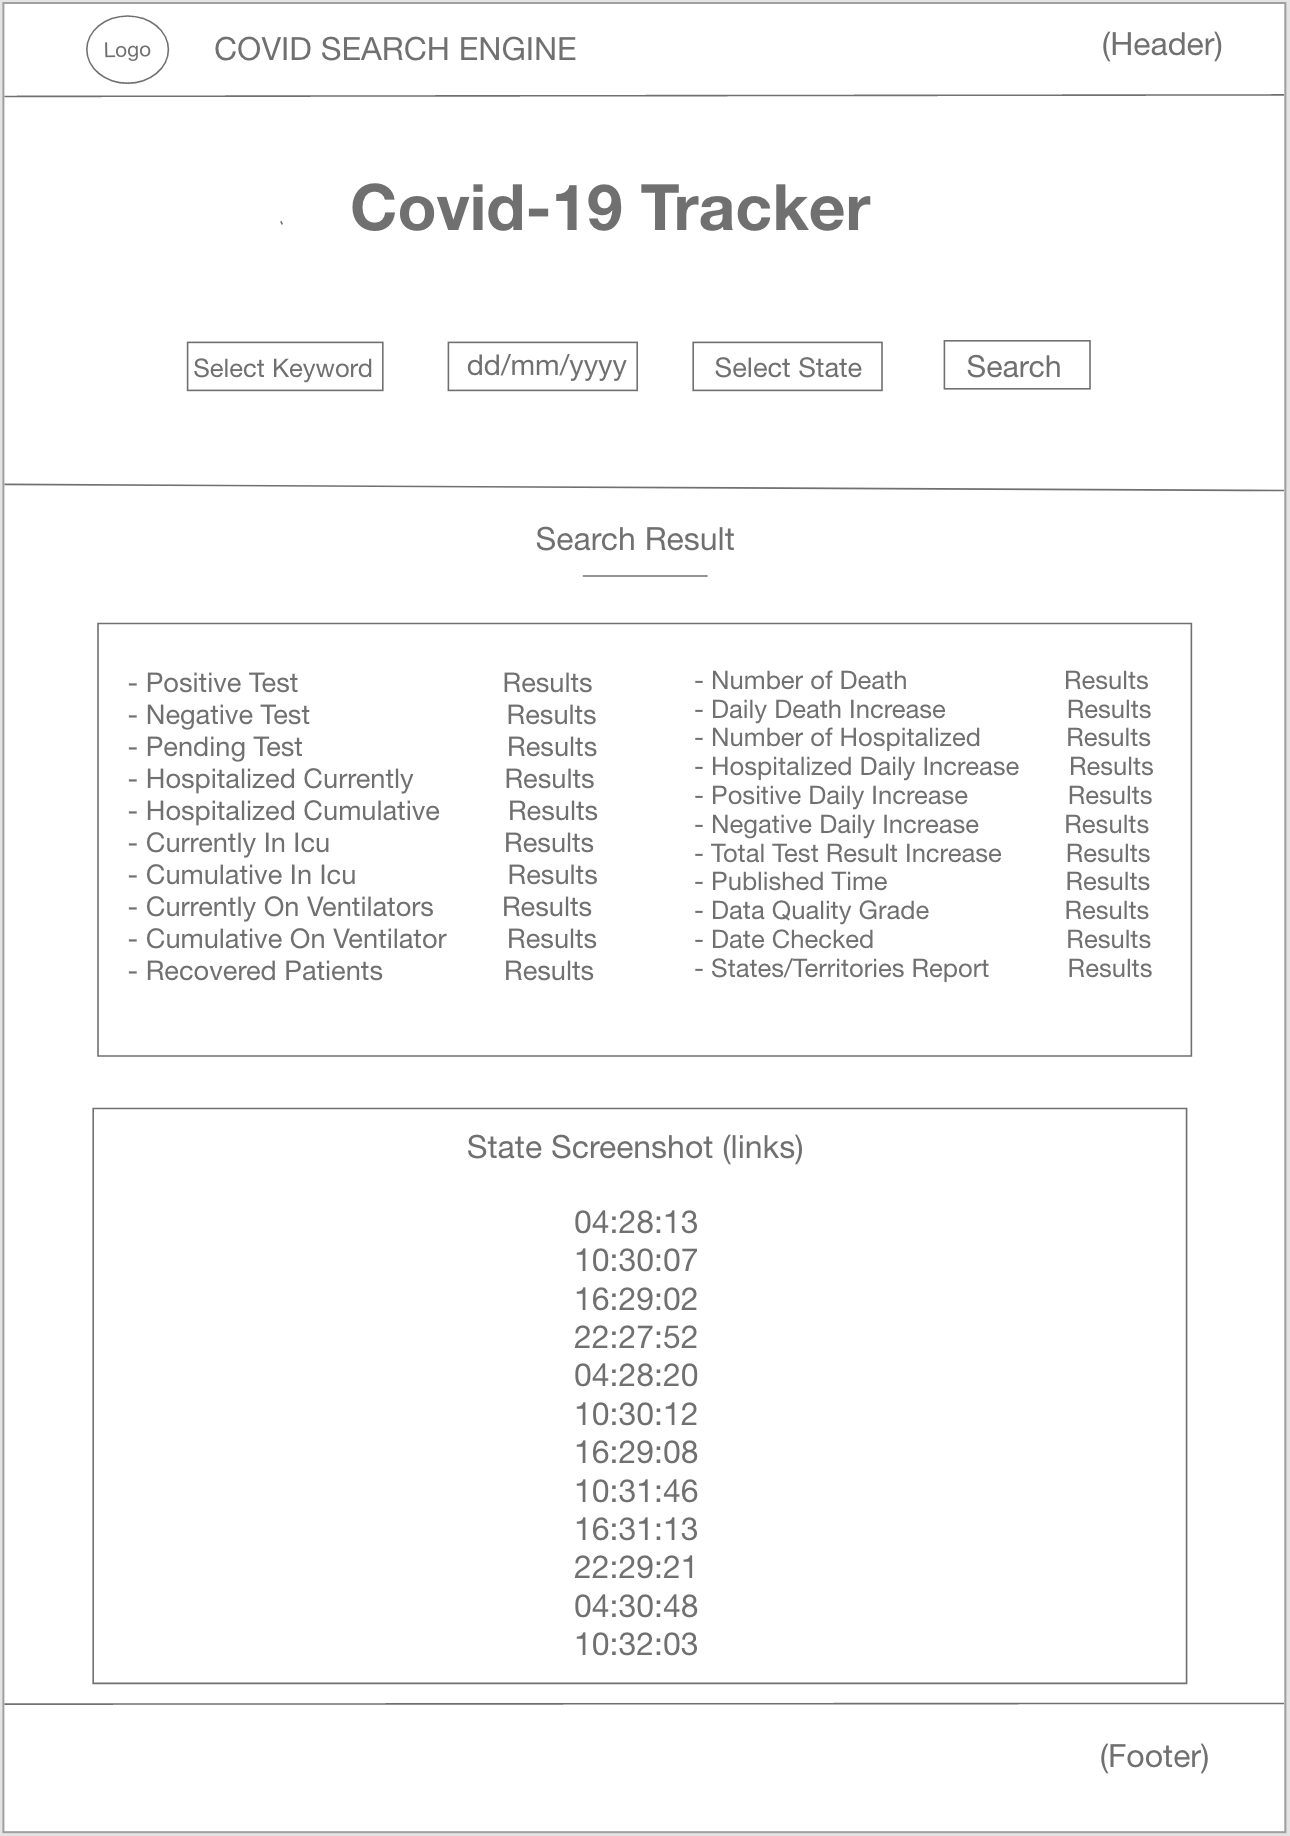 Logo
COVID SEARCH ENGINE
(Header)
Covid-19 Tracker
Select Keyword
dd/mm/yyyy
Select State
Search
Search Result
- Positive Test Results
- Negative Test Results
- Pending Test Results
- Hospitalized Currently Results
- Hospitalized Cumulative Results
- Currently In Icu Results
- Cumulative In Icu Results
- Currently On Ventilators Results
- Cumulative On Ventilator Results
- Recovered Patients Results
- Number of Death Results
- Daily Death Increase Results
- Number of Hospitalized Results
- Hospitalized Daily Increase Results
- Positive Daily Increase Results
- Negative Daily Increase Results
- Total Test Result Increase Results
- Published Time Results
- Data Quality Grade Results
- Date Checked Results
- States/Territories Report Results
State Screenshot (links)
04:28:13
10:30:07
16:29:02
22:27:52
04:28:20
10:30:12
16:29:08
10:31:46
16:31:13
22:29:21
04:30:48
10:32:03
(Footer)